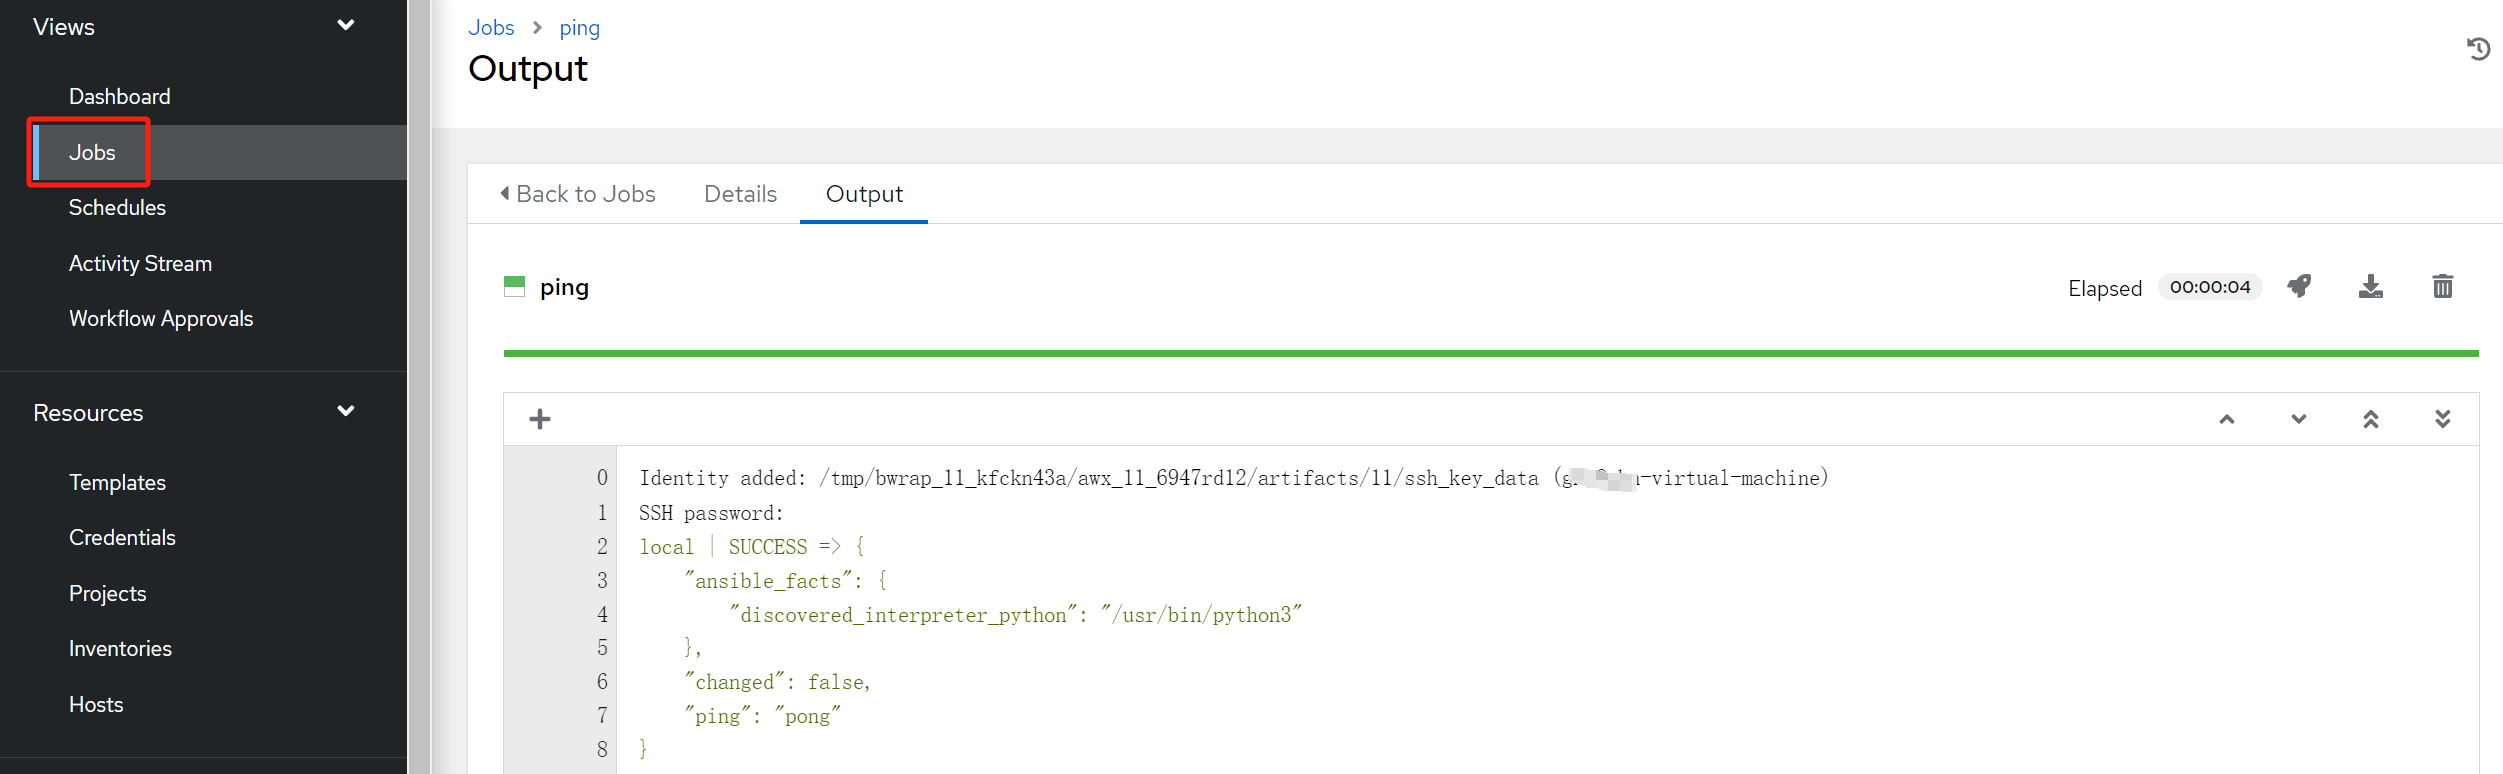 Views
Dashboard
Jobs
Schedules
Activity Stream
Workflow Approvals
Resources
Templates
Credentials
Projects
Inventories
Hosts
Jobs > ping
Output
Back to Jobs Details Output
ping
Elapsed 00:00:04
0 Identity added: /tmp/bwrap_11_kfckn43a/awx_11_6947rd12/artifacts/11/ssh_key_data ( -virtual-machine)
1 SSH password:
2 local | SUCCESS => {
3 "ansible_facts": {
4 "discovered_interpreter_python": "/usr/bin/python3"
5 },
6 "changed": false,
7 "ping": "pong"
8 }